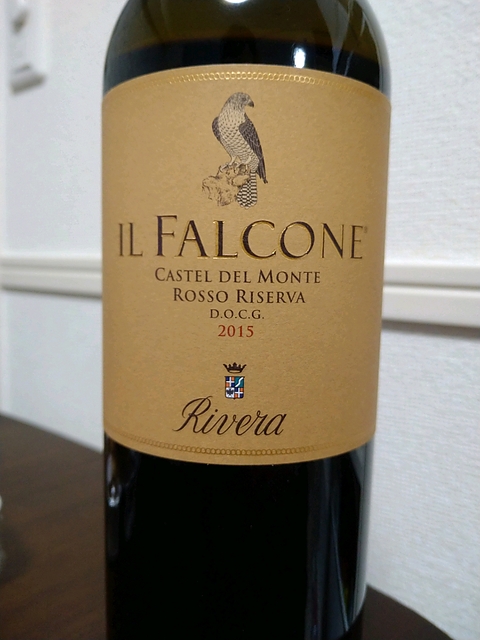 IL FALCONE®
CASTEL DEL MONTE
ROSSO RISERVA
D.O.C.G.
2015
Rivera